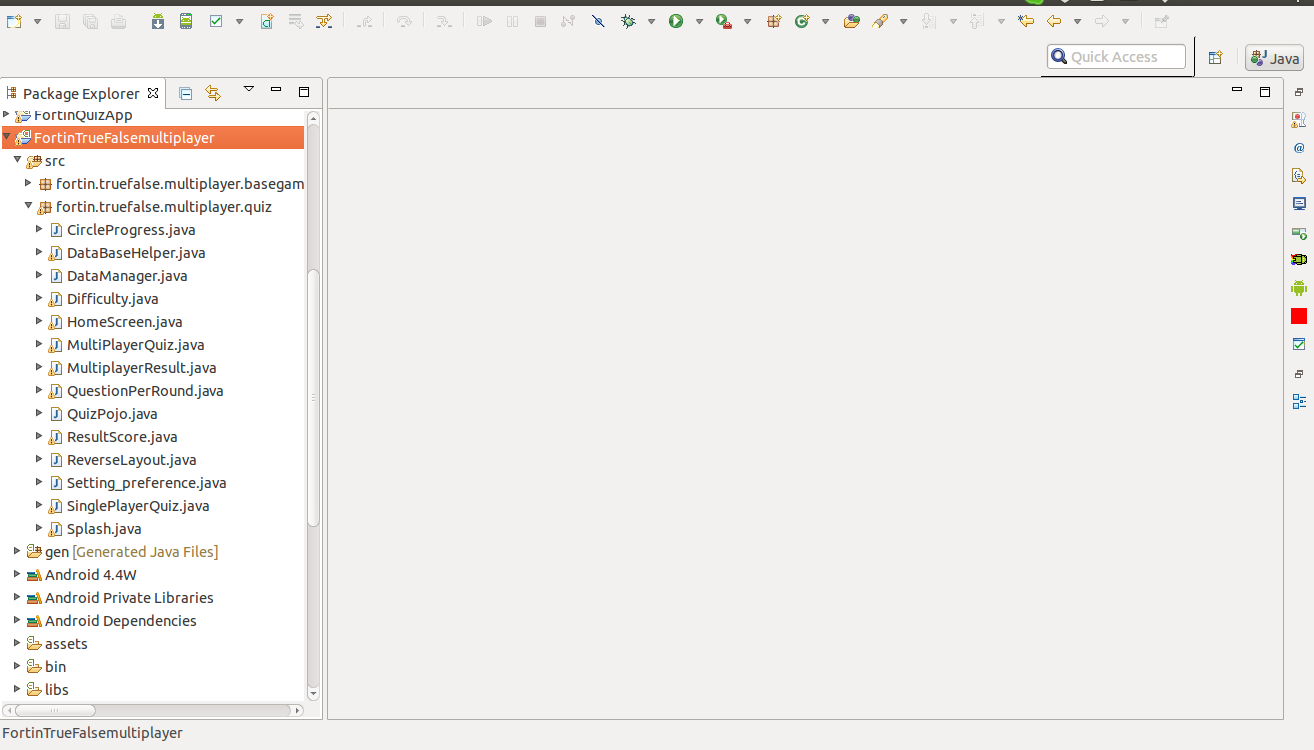 Quick Access
Java
Package Explorer
FortinQuizApp
FortinTrueFalsemultiplayer
src
fortin.truefalse.multiplayer.basegam
fortin.truefalse.multiplayer.quiz
CircleProgress.java
DataBaseHelper.java
DataManager.java
Difficulty.java
HomeScreen.java
MultiPlayerQuiz.java
MultiplayerResult.java
QuestionPerRound.java
QuizPojo.java
ResultScore.java
ReverseLayout.java
Setting_preference.java
SinglePlayerQuiz.java
Splash.java
gen [Generated Java Files]
Android 4.4W
Android Private Libraries
Android Dependencies
assets
bin
libs
FortinTrueFalsemultiplayer